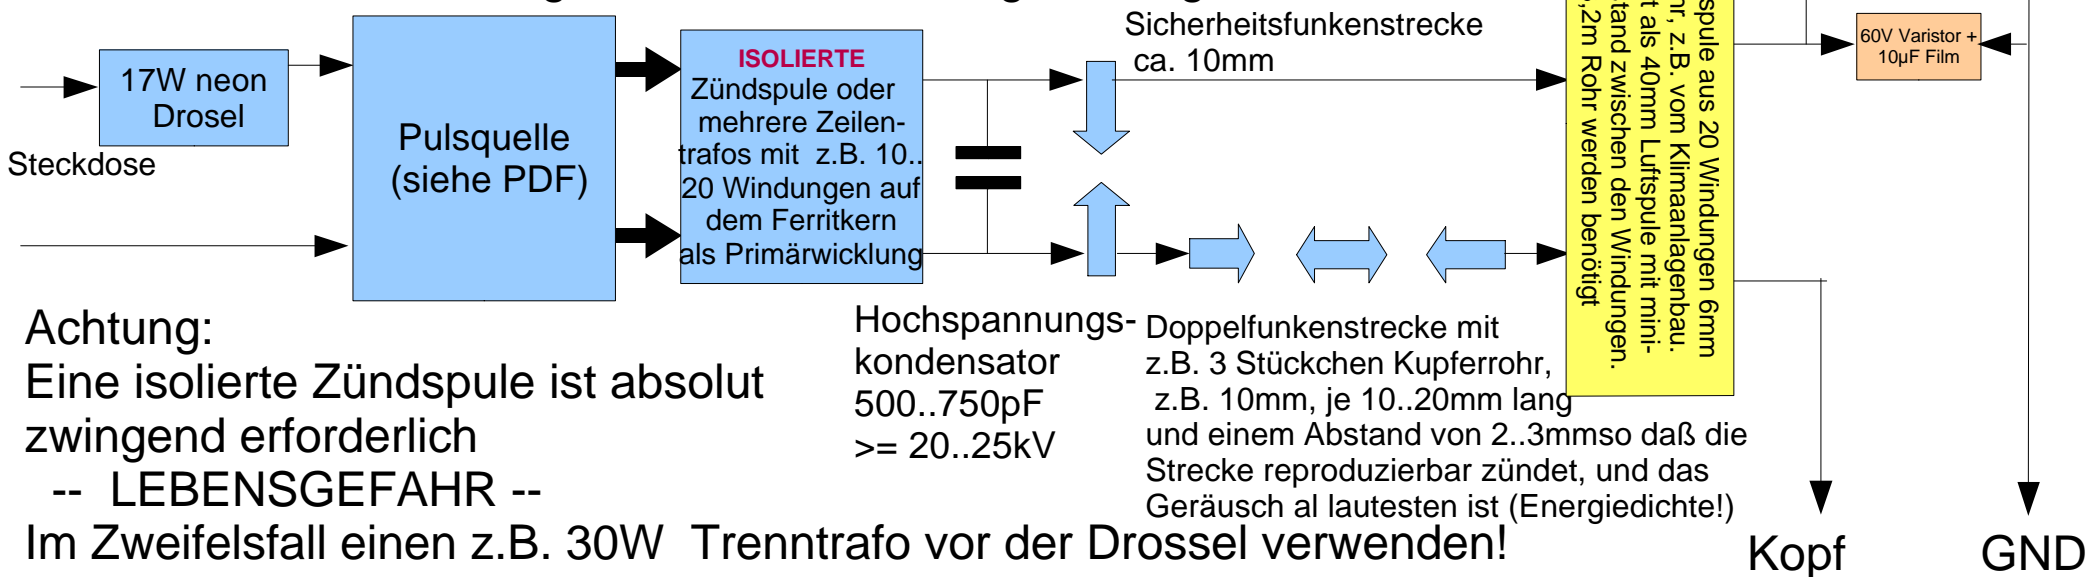 Sicherheitsfunkenstrecke
ca. 10mm
17W neon
Drosel
Steckdose
Pulsquelle
(siehe PDF)
ISOLIERTE
Zündspule oder
mehrere Zeilen-
trafos mit z.B. 10..
20 Windungen auf
dem Ferritkern
als Primärwicklung
spule aus 20 Windungen 6mm
hr, z.B. vom Klimaanlagenbau.
t als 40mm Luftspule mit mini-
stand zwischen den Windungen.
,2m Rohr werden benötigt
60V Varistor +
10µF Film
Achtung:
Eine isolierte Zündspule ist absolut
zwingend erforderlich
-- LEBENSGEFAHR --
Im Zweifelsfall einen z.B. 30W Trenntrafo vor der Drossel verwenden!
Hochspannungs-
kondensator
500..750pF
>= 20..25kV
Doppelfunkenstrecke mit
z.B. 3 Stückchen Kupferrohr,
z.B. 10mm, je 10..20mm lang
und einem Abstand von 2..3mmso daß die
Strecke reproduzierbar zündet, und das
Geräusch al lautesten ist (Energiedichte!)
Kopf
GND